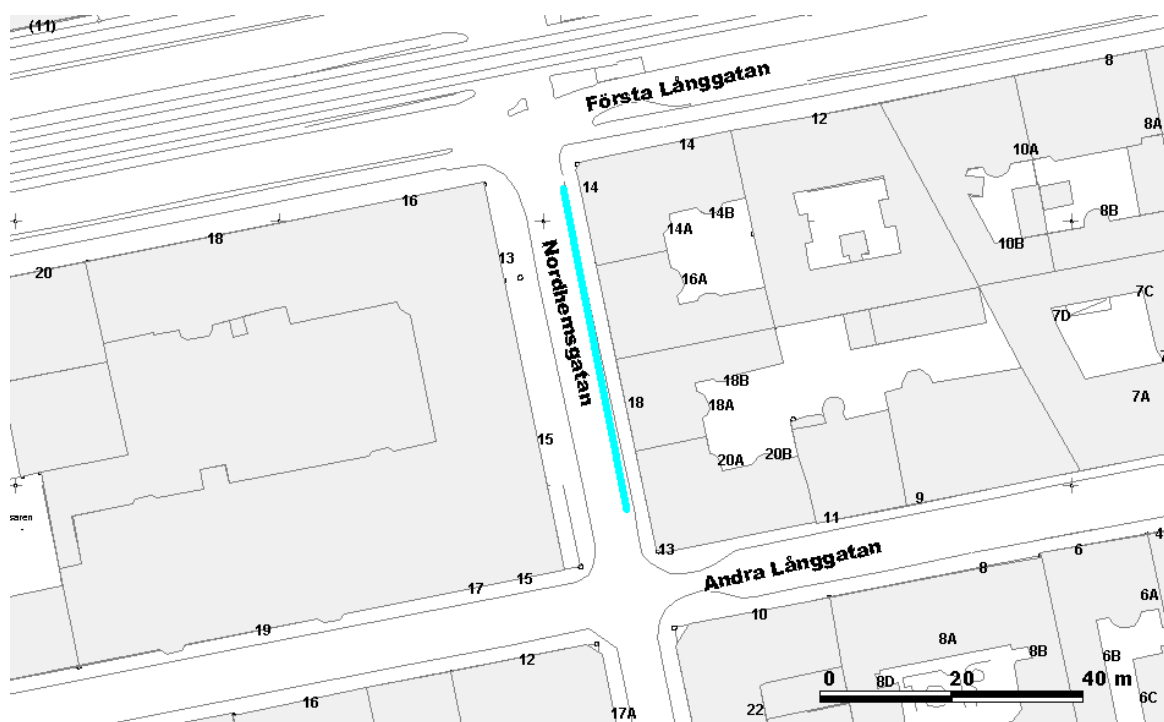 (11)
Första Långgatan
8
12
8A
14
10A
14
16
14B
8B
14A
18
10B
13
20
16A
7C
7D
Nordhemsgatan
7
18B
7A
18A
18
15
20A
20B
9
saren
11
13
Andra Långgatan
4
6
8
15
17
6A
10
19
8A
8B
6B
12
0 20 40 m
8D
6C
16
22
17A